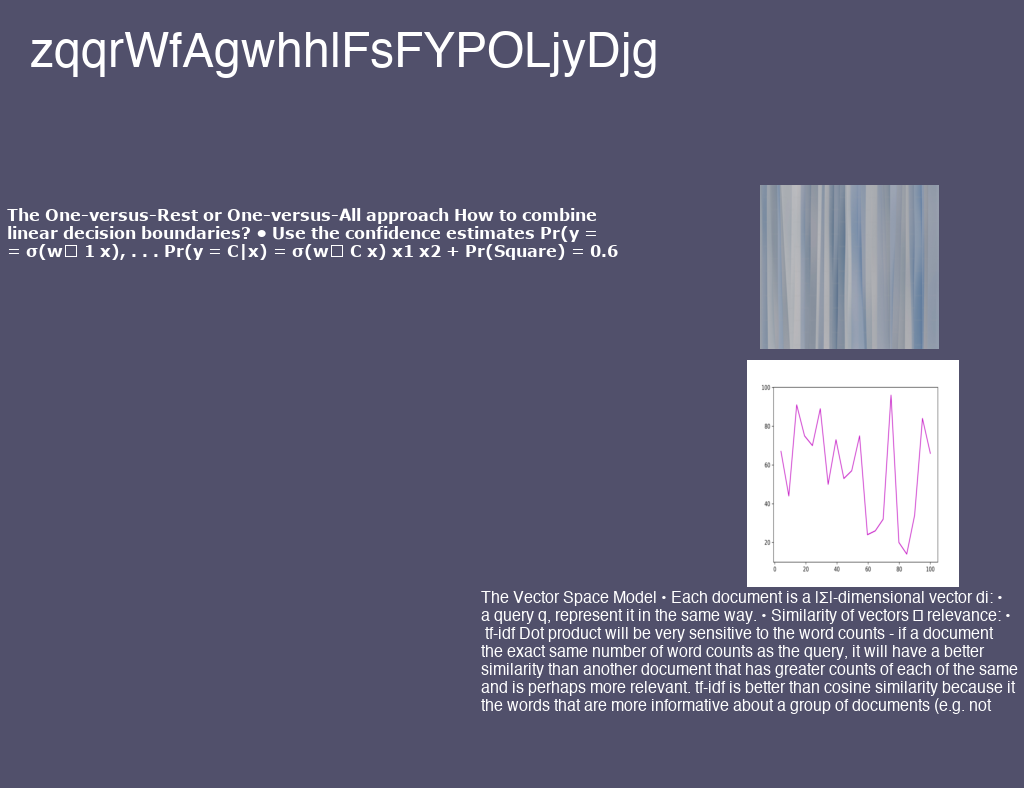 zqqrWfAgwhhlFsFYPOLjyDjg
The One-versus-Rest or One-versus-All approach How to combine
linear decision boundaries? • Use the confidence estimates Pr(y =
= σ(w□ 1 x), . . . Pr(y = C|x) = σ(w□ C x) x1 x2 + Pr(Square) = 0.6
100
80
60
40
20
0 20 40 60 80 100
The Vector Space Model • Each document is a |Σ|-dimensional vector di: •
a query q, represent it in the same way. • Similarity of vectors □ relevance: •
tf-idf Dot product will be very sensitive to the word counts - if a document
the exact same number of word counts as the query, it will have a better
similarity than another document that has greater counts of each of the same
and is perhaps more relevant. tf-idf is better than cosine similarity because it
the words that are more informative about a group of documents (e.g. not